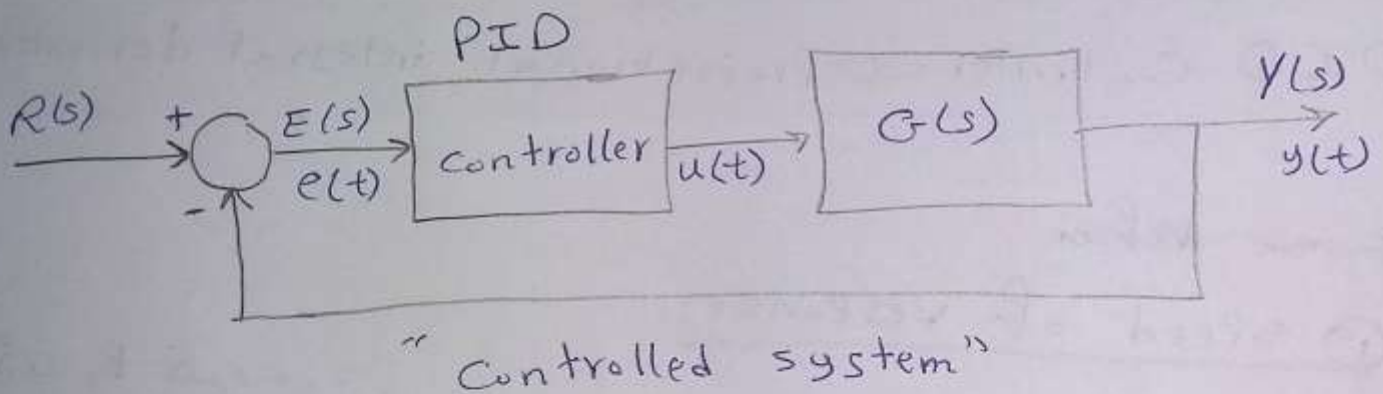 PID
R(s)
+
-
E(s)
e(t)
controller
u(t)
G(s)
Y(s)
y(t)
"Controlled system"